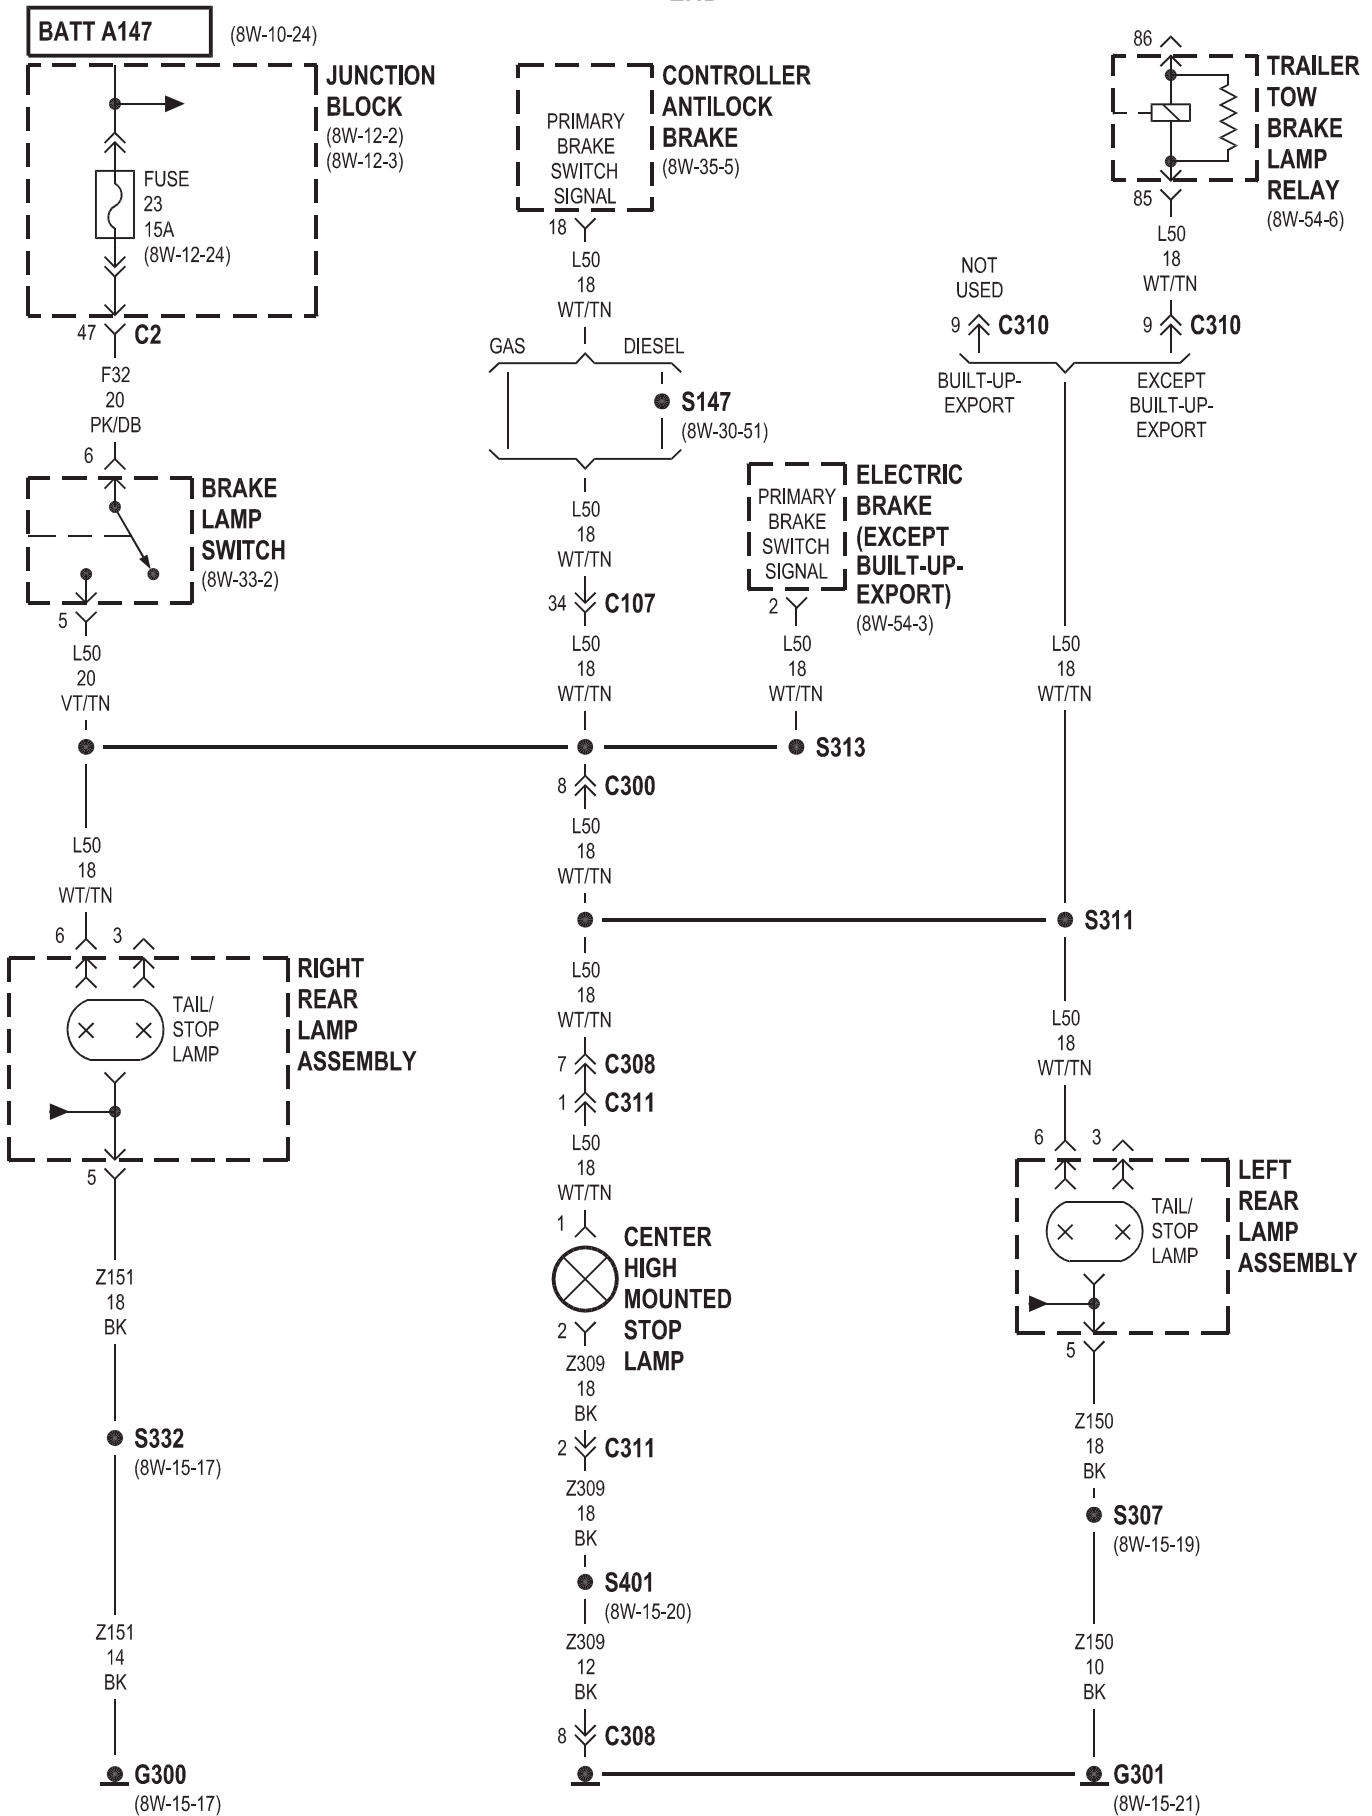 BATT A147
(8W-10-24)
JUNCTION
BLOCK
(8W-12-2)
(8W-12-3)
FUSE
23
15A
(8W-12-24)
47
C2
F32
20
PK/DB
6
BRAKE
LAMP
SWITCH
(8W-33-2)
5
L50
20
VT/TN
L50
18
WT/TN
6
3
RIGHT
REAR
LAMP
ASSEMBLY
TAIL/
STOP
LAMP
5
Z151
18
BK
S332
(8W-15-17)
Z151
14
BK
G300
(8W-15-17)
CONTROLLER
ANTILOCK
BRAKE
(8W-35-5)
PRIMARY
BRAKE
SWITCH
SIGNAL
18
L50
18
WT/TN
GAS
DIESEL
S147
(8W-30-51)
L50
18
WT/TN
34
C107
L50
18
WT/TN
ELECTRIC
BRAKE
(EXCEPT
BUILT-UP-
EXPORT)
(8W-54-3)
PRIMARY
BRAKE
SWITCH
SIGNAL
2
L50
18
WT/TN
S313
8
C300
L50
18
WT/TN
S311
L50
18
WT/TN
7
C308
1
C311
L50
18
WT/TN
1
CENTER
HIGH
MOUNTED
STOP
LAMP
2
Z309
18
BK
2
C311
Z309
18
BK
S401
(8W-15-20)
Z309
12
BK
8
C308
86
TRAILER
TOW
BRAKE
LAMP
RELAY
(8W-54-6)
85
L50
18
WT/TN
NOT
USED
9
C310
9
C310
BUILT-UP-
EXPORT
EXCEPT
BUILT-UP-
EXPORT
L50
18
WT/TN
L50
18
WT/TN
6
3
LEFT
REAR
LAMP
ASSEMBLY
TAIL/
STOP
LAMP
5
Z150
18
BK
S307
(8W-15-19)
Z150
10
BK
G301
(8W-15-21)